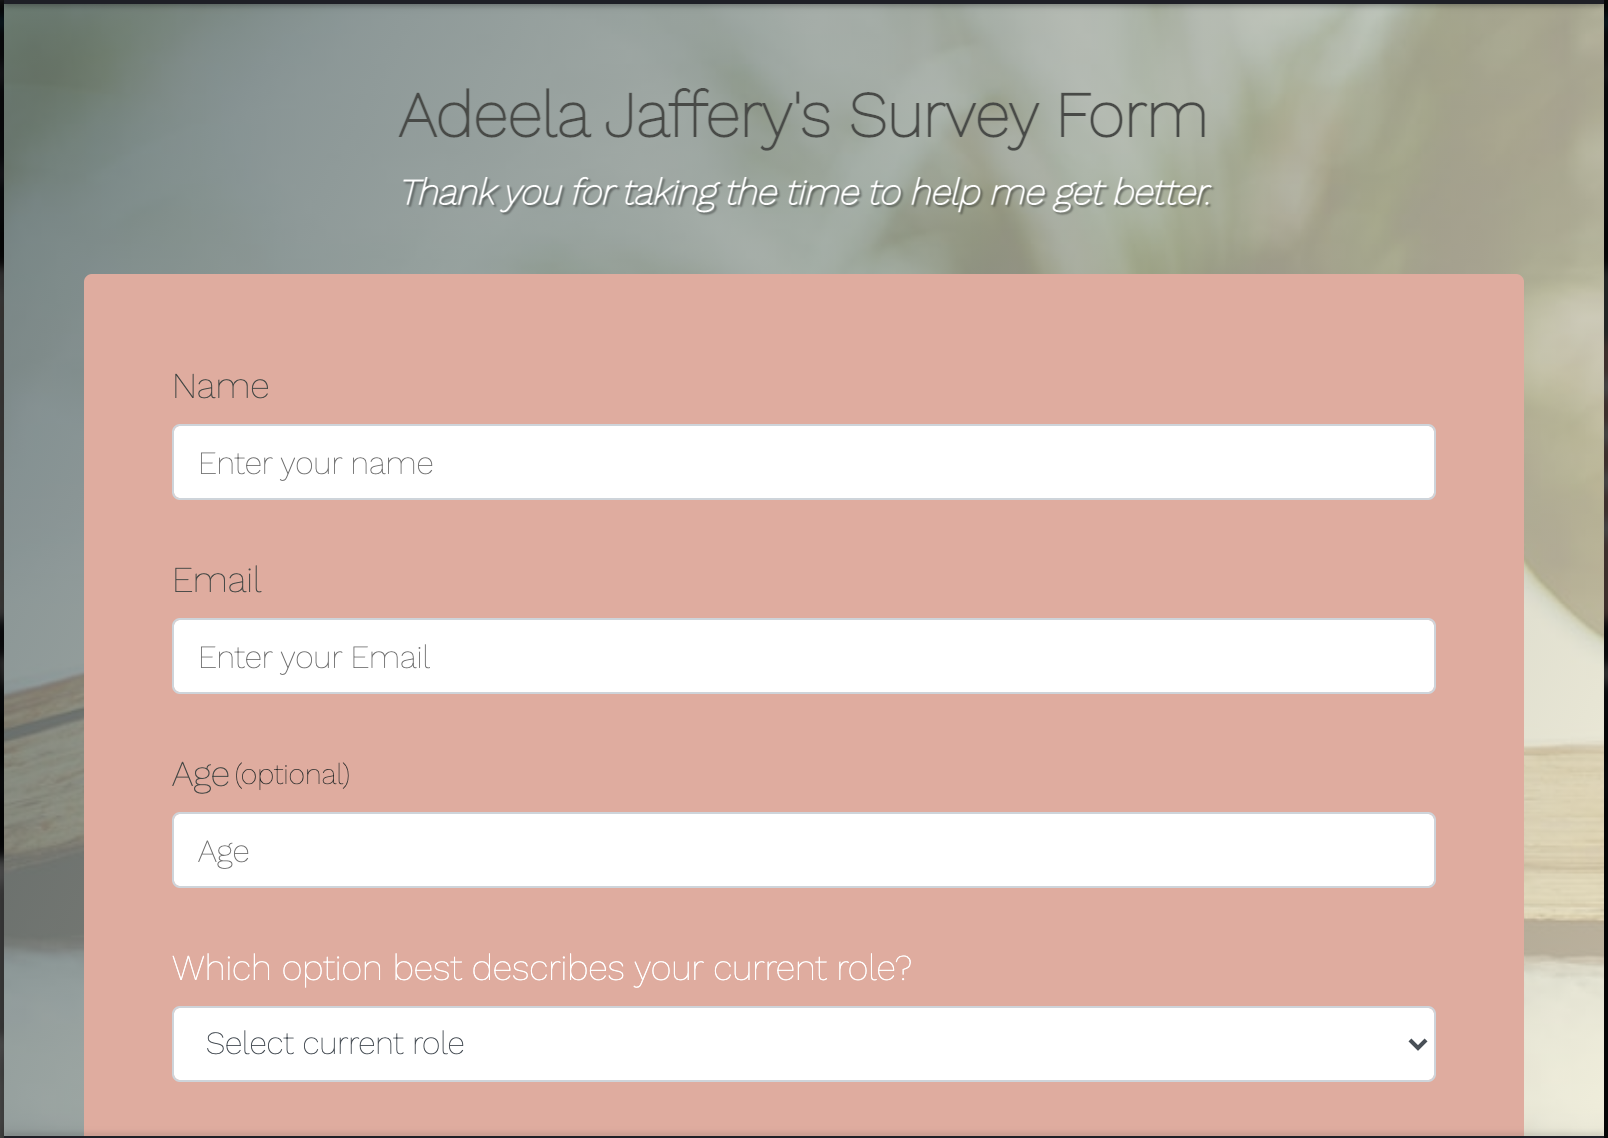 Adeela Jaffery's Survey Form
Thank you for taking the time to help me get better.
Name
Enter your name
Email
Enter your Email
Age (optional)
Age
Which option best describes your current role?
Select current role